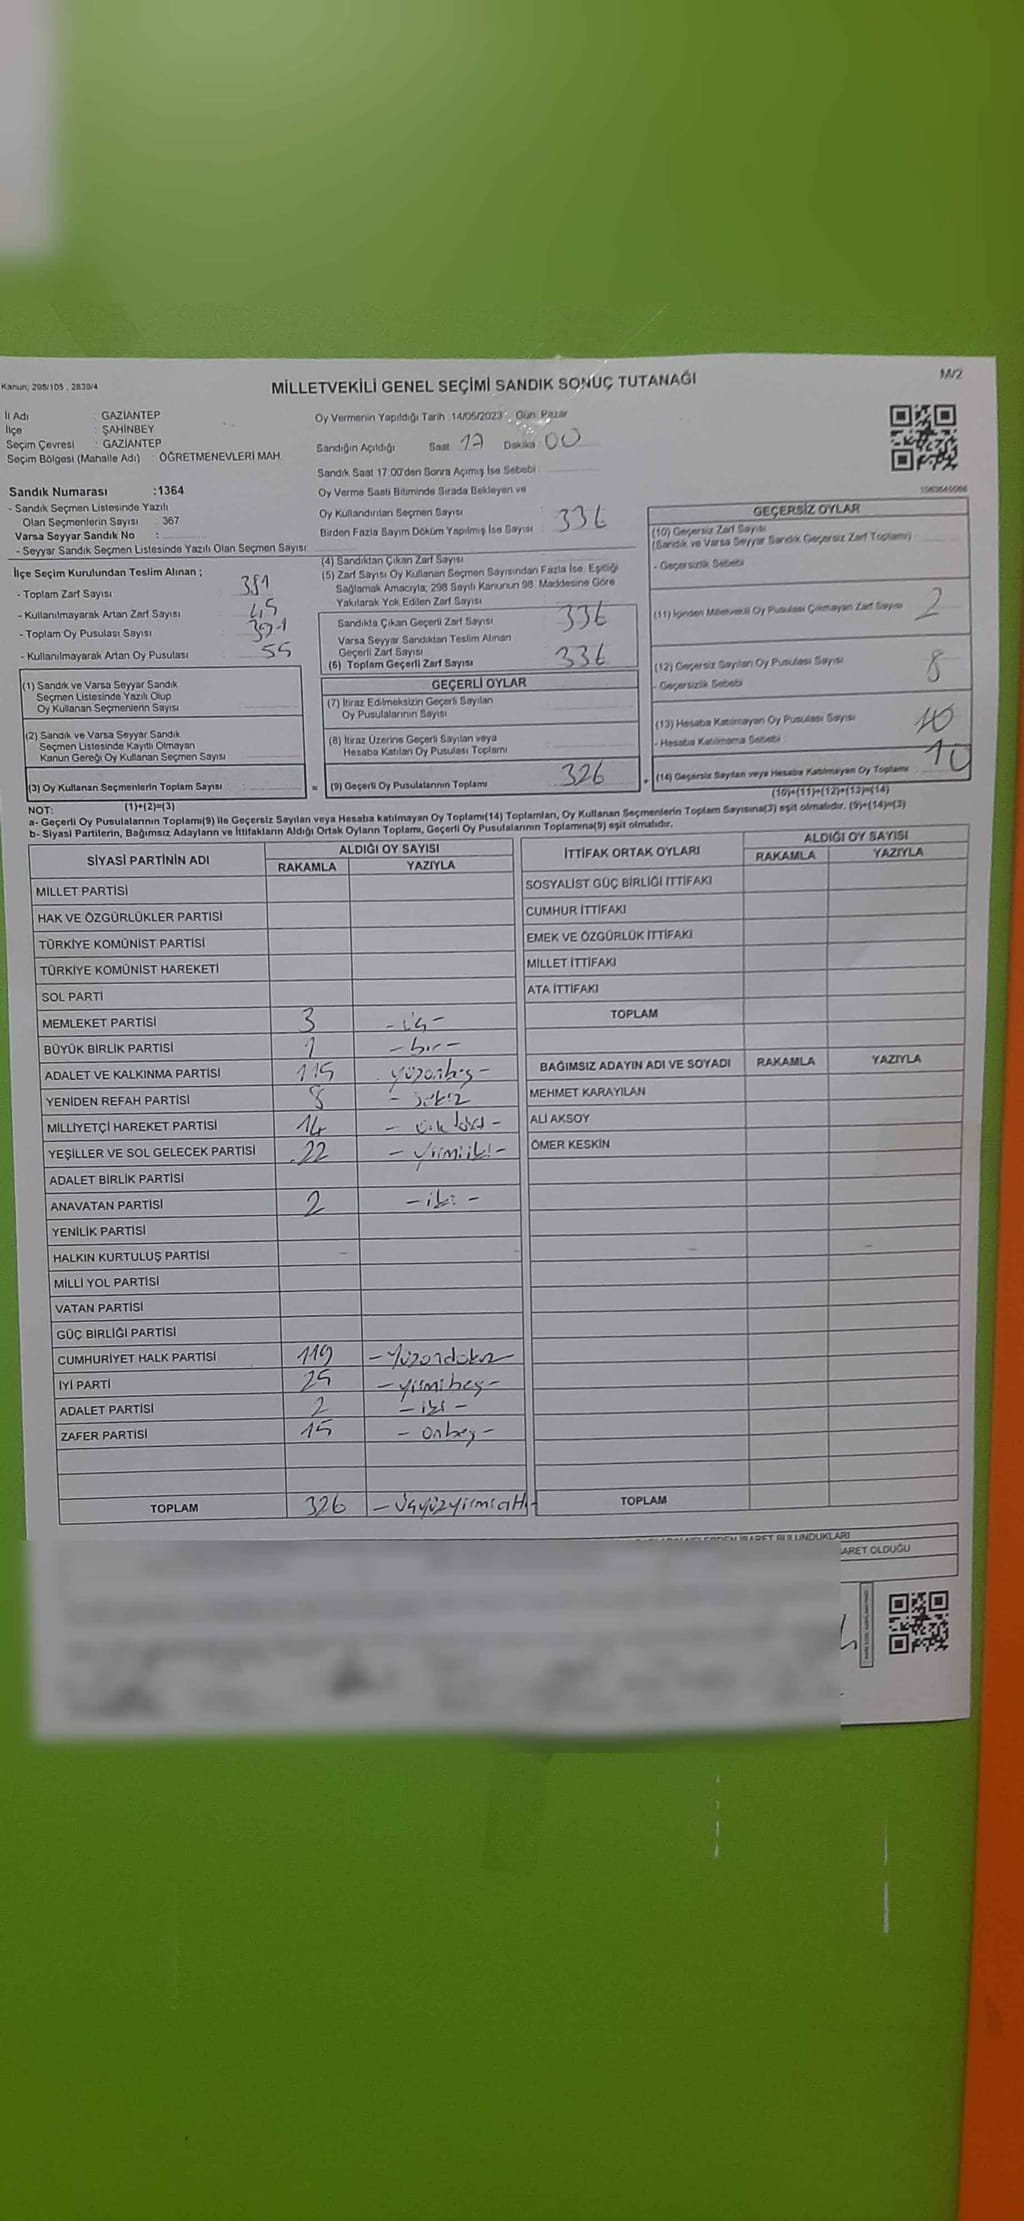 Kanun; 298/105 , 2839/4
MİLLETVEKİLİ GENEL SEÇİMİ SANDIK SONUÇ TUTANAĞI
M/2
İl Adı : GAZİANTEP
İlçe : ŞAHİNBEY
Seçim Çevresi : GAZİANTEP
Seçim Bölgesi (Mahalle Adı) : ÖĞRETMENEVLERİ MAH.
Sandık Numarası :1364
- Sandık Seçmen Listesinde Yazılı
Olan Seçmenlerin Sayısı : 367
Varsa Seyyar Sandık No :
- Seyyar Sandık Seçmen Listesinde Yazılı Olan Seçmen Sayısı:
İlçe Seçim Kurulundan Teslim Alınan ;
- Toplam Zarf Sayısı : 381
- Kullanılmayarak Artan Zarf Sayısı : 45
- Toplam Oy Pusulası Sayısı : 391
- Kullanılmayarak Artan Oy Pusulası 55
(1) Sandık ve Varsa Seyyar Sandık
Seçmen Listesinde Yazılı Olup
Oy Kullanan Seçmenlerin Sayısı
(2) Sandık ve Varsa Seyyar Sandık
Seçmen Listesinde Kayıtlı Olmayan
Kanun Gereği Oy Kullanan Seçmen Sayısı
(3) Oy Kullanan Seçmenlerin Toplam Sayısı
(1)+(2)=(3)
Oy Vermenin Yapıldığı Tarih :14/05/2023 , Gün: Pazar
Sandığın Açıldığı Saat: 17 Dakika: 00
Sandık Saat 17:00'den Sonra Açımış İse Sebebi :
Oy Verme Saati Bitiminde Sırada Bekleyen ve
Oy Kullandırılan Seçmen Sayısı
Birden Fazla Sayım Döküm Yapılmış İse Sayısı
336
(4) Sandıktan Çıkan Zarf Sayısı
(5) Zarf Sayısı Oy Kullanan Seçmen Sayısından Fazla İse, Eşitliği
Sağlamak Amacıyla; 298 Sayılı Kanunun 98. Maddesine Göre
Yakılarak Yok Edilen Zarf Sayısı
Sandıkta Çıkan Geçerli Zarf Sayısı 336
Varsa Seyyar Sandıktan Teslim Alınan
Geçerli Zarf Sayısı
(6) Toplam Geçerli Zarf Sayısı 336
GEÇERLİ OYLAR
(7) İtiraz Edilmeksizin Geçerli Sayılan
Oy Pusulalarının Sayısı
(8) İtiraz Üzerine Geçerli Sayılan veya
Hesaba Katılan Oy Pusulası Toplamı
= (9) Geçerli Oy Pusulalarının Toplamı 326
GEÇERSİZ OYLAR
(10) Geçersiz Zarf Sayısı
(Sandık ve Varsa Seyyar Sandık Geçersiz Zarf Toplamı)
- Geçersizlik Sebebi
(11) İçinden Milletvekili Oy Pusulası Çıkmayan Zarf Sayısı 2
(12) Geçersiz Sayılan Oy Pusulası Sayısı 8
- Geçersizlik Sebebi
(13) Hesaba Katılmayan Oy Pusulası Sayısı 10
- Hesaba Katılmama Sebebi :
+ (14) Geçersiz Sayılan veya Hesaba Katılmayan Oy Toplamı 10
(10)+(11)+(12)+(13)=(14)
NOT:
a- Geçerli Oy Pusulalarının Toplamı(9) ile Geçersiz Sayılan veya Hesaba katılmayan Oy Toplamı(14) Toplamları, Oy Kullanan Seçmenlerin Toplam Sayısına(3) eşit olmalıdır. (9)+(14)=(3)
b- Siyasi Partilerin, Bağımsız Adayların ve İttifakların Aldığı Ortak Oyların Toplamı, Geçerli Oy Pusulalarının Toplamına(9) eşit olmalıdır.
SİYASİ PARTİNİN ADI
ALDIĞI OY SAYISI
RAKAMLA YAZIYLA
MİLLET PARTİSİ
HAK VE ÖZGÜRLÜKLER PARTİSİ
TÜRKİYE KOMÜNİST PARTİSİ
TÜRKİYE KOMÜNİST HAREKETİ
SOL PARTİ
MEMLEKET PARTİSİ 3 - üç -
BÜYÜK BİRLİK PARTİSİ 1 - bir -
ADALET VE KALKINMA PARTİSİ 115 - yüzonbeş -
YENİDEN REFAH PARTİSİ 8 - sekiz
MİLLİYETÇİ HAREKET PARTİSİ 14 - ondört -
YEŞİLLER VE SOL GELECEK PARTİSİ 22 - yirmiiki -
ADALET BİRLİK PARTİSİ
ANAVATAN PARTİSİ 2 - iki -
YENİLİK PARTİSİ
HALKIN KURTULUŞ PARTİSİ
MİLLİ YOL PARTİSİ
VATAN PARTİSİ
GÜÇ BİRLİĞİ PARTİSİ
CUMHURİYET HALK PARTİSİ 119 - Yüzondokuz -
İYİ PARTİ 25 - yirmibeş -
ADALET PARTİSİ 2 - iki -
ZAFER PARTİSİ 15 - onbeş -
TOPLAM 326 - üçyüzyirmialtı -
İTTİFAK ORTAK OYLARI
ALDIĞI OY SAYISI
RAKAMLA YAZIYLA
SOSYALİST GÜÇ BİRLİĞİ İTTİFAKI
CUMHUR İTTİFAKI
EMEK VE ÖZGÜRLÜK İTTİFAKI
MİLLET İTTİFAKI
ATA İTTİFAKI
TOPLAM
BAĞIMSIZ ADAYIN ADI VE SOYADI RAKAMLA YAZIYLA
MEHMET KARAYILAN
ALİ AKSOY
ÖMER KESKİN
TOPLAM
İBARET BULUNDUKLARI
ARET OLDUĞU